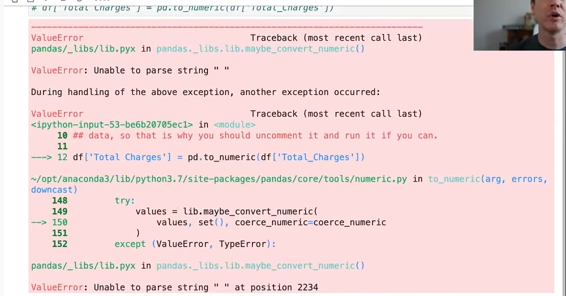 # df['Total Charges'] = pd.to_numeric(df['Total_Charges'])
ValueError Traceback (most recent call last)
pandas/_libs/lib.pyx in pandas._libs.lib.maybe_convert_numeric()
ValueError: Unable to parse string " "
During handling of the above exception, another exception occurred:
ValueError Traceback (most recent call last)
<ipython-input-53-be6b20705ec1> in <module>
10 ## data, so that is why you should uncomment it and run it if you can.
11
---> 12 df['Total Charges'] = pd.to_numeric(df['Total_Charges'])
~/opt/anaconda3/lib/python3.7/site-packages/pandas/core/tools/numeric.py in to_numeric(arg, errors,
downcast)
148 try:
149 values = lib.maybe_convert_numeric(
--> 150 values, set(), coerce_numeric=coerce_numeric
151 )
152 except (ValueError, TypeError):
pandas/_libs/lib.pyx in pandas._libs.lib.maybe_convert_numeric()
ValueError: Unable to parse string " " at position 2234